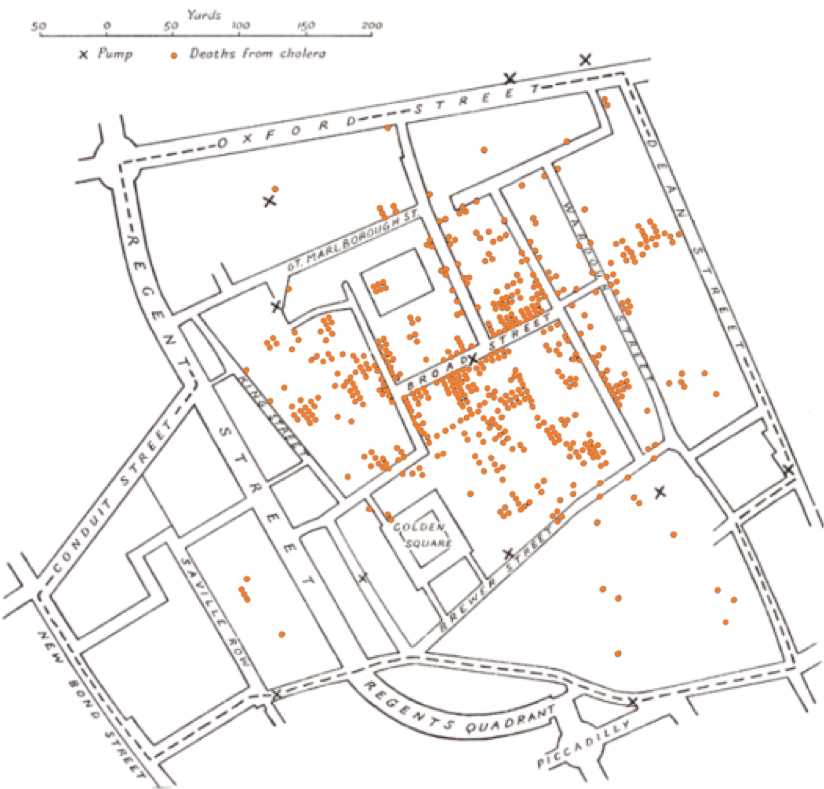 Yards
50 0 50 100 150 200
× Pump • Deaths from cholera
OXFORD STREET
DEAN STREET
WARDOUR STREET
GT. MARLBOROUGH ST.
REGENT STREET
BROAD STREET
KING STREET
CONDUIT STREET
GOLDEN
SQUARE
SAVILLE ROW
BREWER STREET
NEW BOND STREET
REGENTS QUADRANT
PICCADILLY